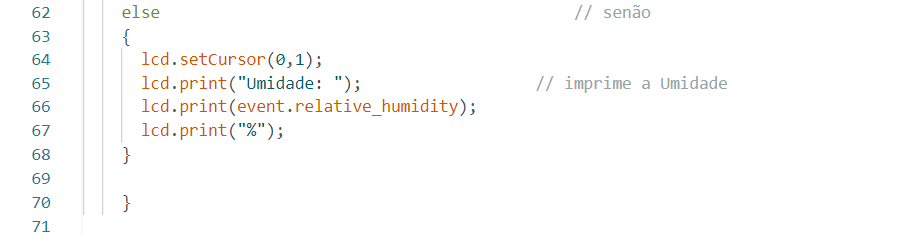 62 else // senão
63 {
64 lcd.setCursor(0,1);
65 lcd.print("Umidade: "); // imprime a Umidade
66 lcd.print(event.relative_humidity);
67 lcd.print("%");
68 }
69
70 }
71